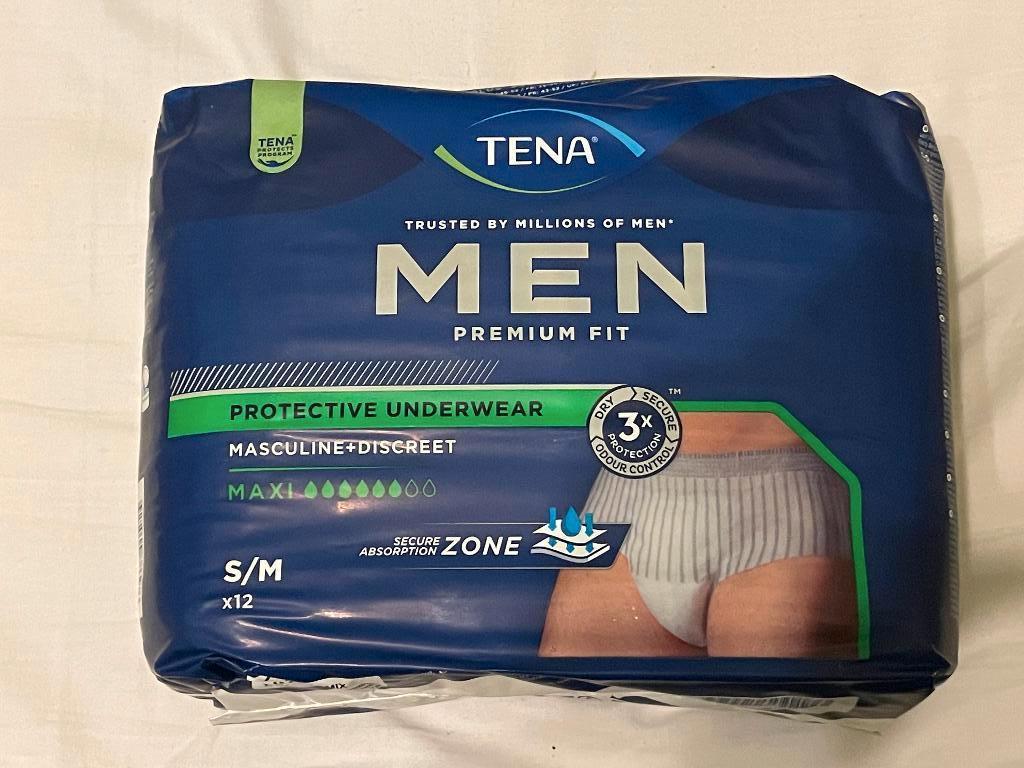 TENA™
PROTECTS
PROGRAM
TENA®
TRUSTED BY MILLIONS OF MEN*
MEN
PREMIUM FIT
PROTECTIVE UNDERWEAR
MASCULINE+DISCREET
MAXI
DRY SECURE ™
3x
PROTECTION
ODOUR CONTROL
SECURE
ABSORPTION ZONE
S/M
x12